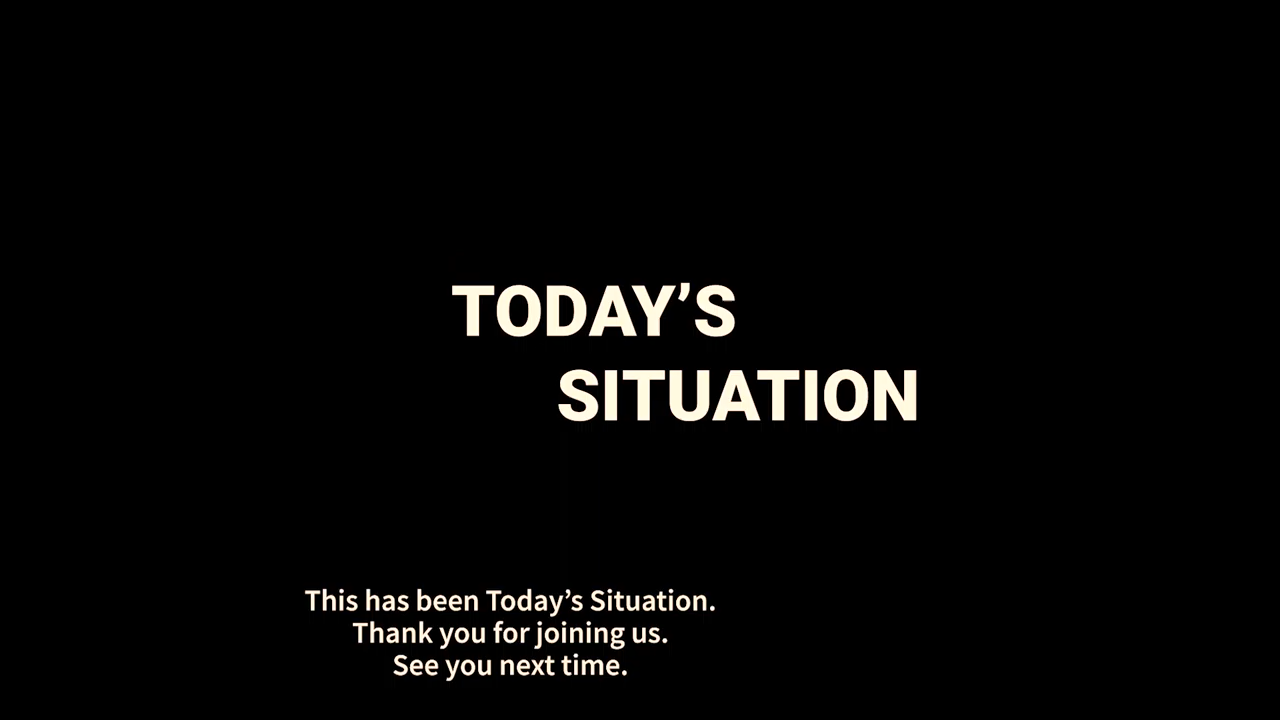 TODAY’S
SITUATION
This has been Today’s Situation.
Thank you for joining us.
See you next time.